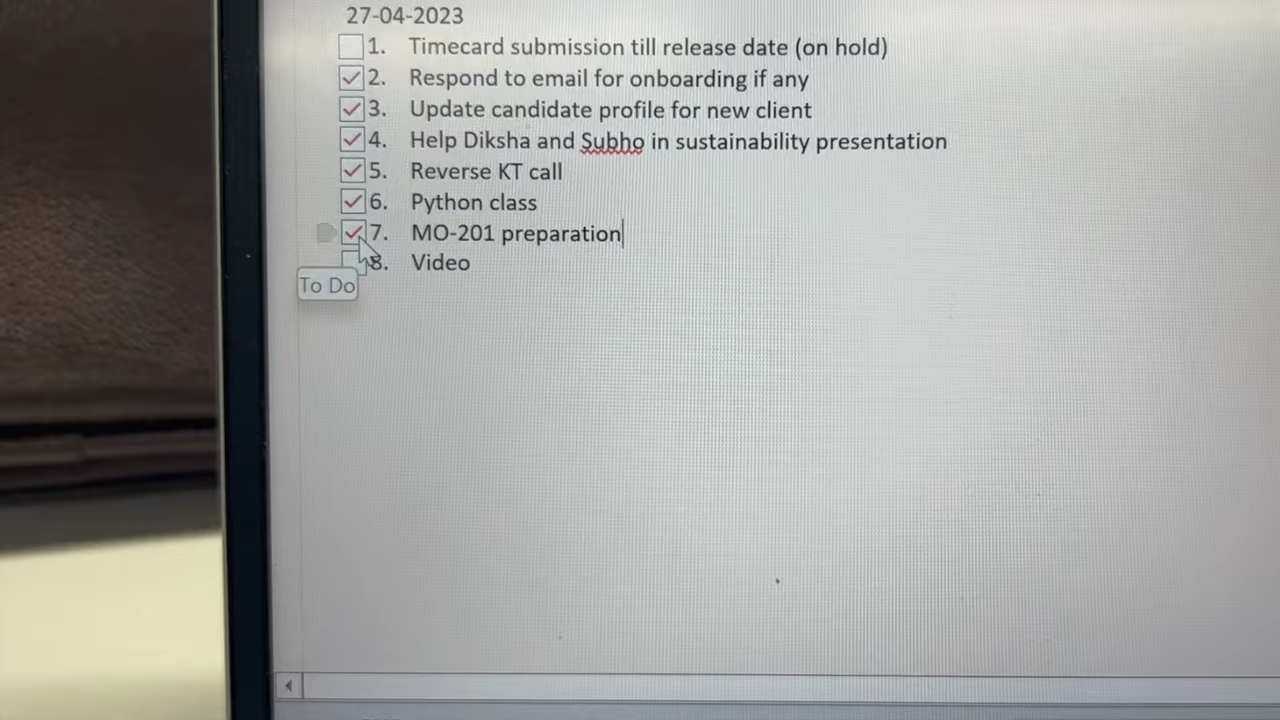 27-04-2023
1. Timecard submission till release date (on hold)
2. Respond to email for onboarding if any
3. Update candidate profile for new client
4. Help Diksha and Subho in sustainability presentation
5. Reverse KT call
6. Python class
7. MO-201 preparation
8. Video
To Do